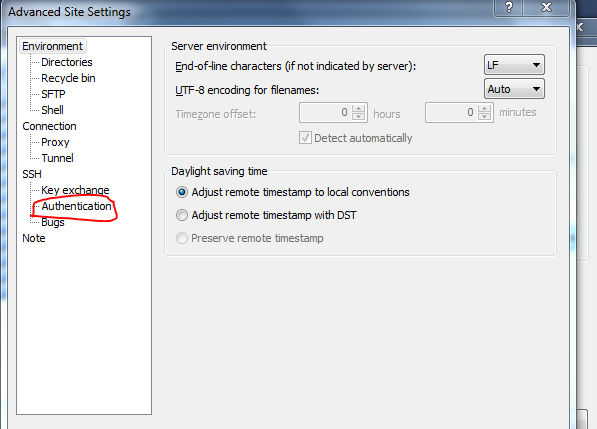 Advanced Site Settings
?
Environment
Directories
Recycle bin
SFTP
Shell
Connection
Proxy
Tunnel
SSH
Key exchange
Authentication
Bugs
Note
Server environment
End-of-line characters (if not indicated by server): LF
UTF-8 encoding for filenames: Auto
Timezone offset: 0 hours 0 minutes
Detect automatically
Daylight saving time
Adjust remote timestamp to local conventions
Adjust remote timestamp with DST
Preserve remote timestamp